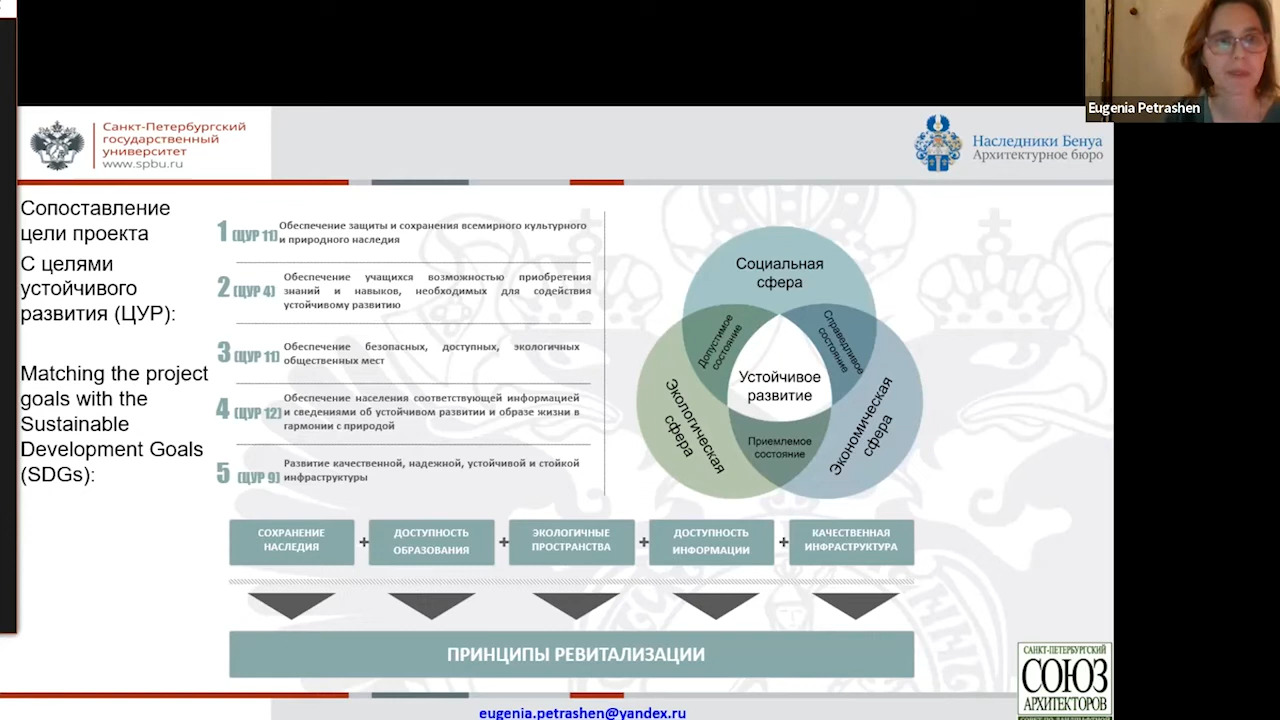 Eugenia Petrashen
Санкт-Петербургский
государственный
университет
www.spbu.ru
Наследники Бенуа
Архитектурное бюро
Сопоставление
цели проекта
С целями
устойчивого
развития (ЦУР):
Matching the project
goals with the
Sustainable
Development Goals
(SDGs):
1 (ЦУР 11) Обеспечение защиты и сохранения всемирного культурного
и природного наследия
2 (ЦУР 4) Обеспечение учащихся возможностью приобретения
знаний и навыков, необходимых для содействия
устойчивому развитию
3 (ЦУР 11) Обеспечение безопасных, доступных, экологичных
общественных мест
4 (ЦУР 12) Обеспечение населения соответствующей информацией
и сведениями об устойчивом развитии и образе жизни в
гармонии с природой
5 (ЦУР 9) Развитие качественной, надежной, устойчивой и стойкой
инфраструктуры
Социальная
сфера
Допустимое
состояние
Справедливое
состояние
Устойчивое
развитие
Экологическая
сфера
Экономическая
сфера
Приемлемое
состояние
СОХРАНЕНИЕ
НАСЛЕДИЯ
+
ДОСТУПНОСТЬ
ОБРАЗОВАНИЯ
+
ЭКОЛОГИЧНЫЕ
ПРОСТРАНСТВА
+
ДОСТУПНОСТЬ
ИНФОРМАЦИИ
+
КАЧЕСТВЕННАЯ
ИНФРАСТРУКТУРА
ПРИНЦИПЫ РЕВИТАЛИЗАЦИИ
САНКТ-ПЕТЕРБУРГСКИЙ
СОЮЗ
АРХИТЕКТОРОВ
eugenia.petrashen@yandex.ru